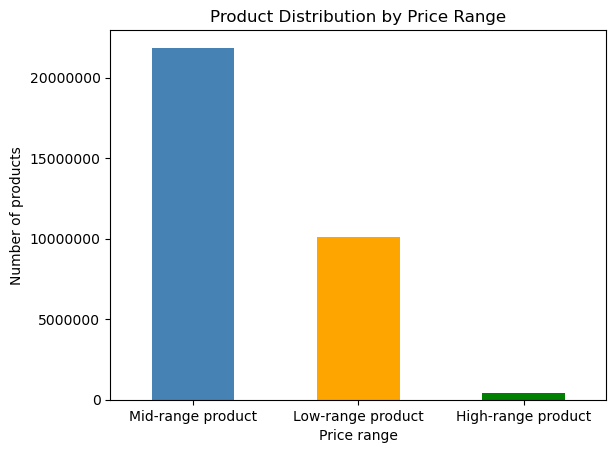 Product Distribution by Price Range
Number of products
20000000
15000000
10000000
5000000
0
Mid-range product Low-range product High-range product
Price range